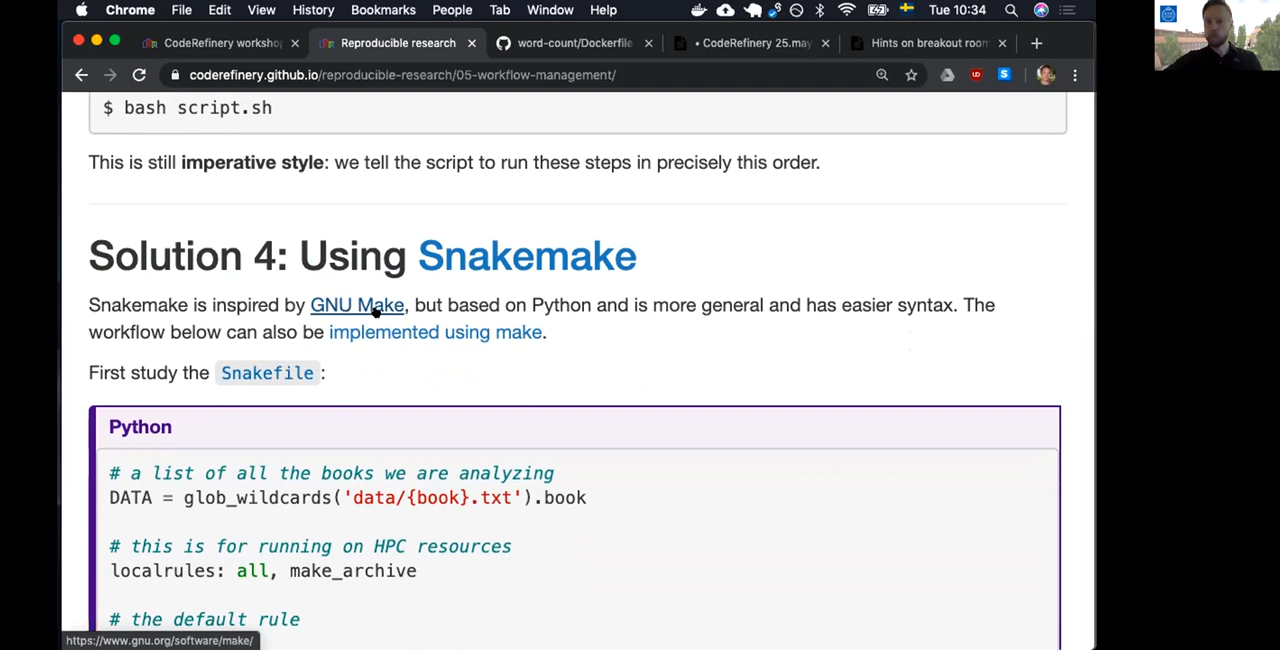 Chrome File Edit View History Bookmarks People Tab Window Help Tue 10:34
CodeRefinery workshop Reproducible research word-count/Dockerfile • CodeRefinery 25.may Hints on breakout room
coderefinery.github.io/reproducible-research/05-workflow-management/
$ bash script.sh
This is still imperative style: we tell the script to run these steps in precisely this order.
Solution 4: Using Snakemake
Snakemake is inspired by GNU Make, but based on Python and is more general and has easier syntax. The
workflow below can also be implemented using make.
First study the Snakefile:
Python
# a list of all the books we are analyzing
DATA = glob_wildcards('data/{book}.txt').book
# this is for running on HPC resources
localrules: all, make_archive
# the default rule
https://www.gnu.org/software/make/